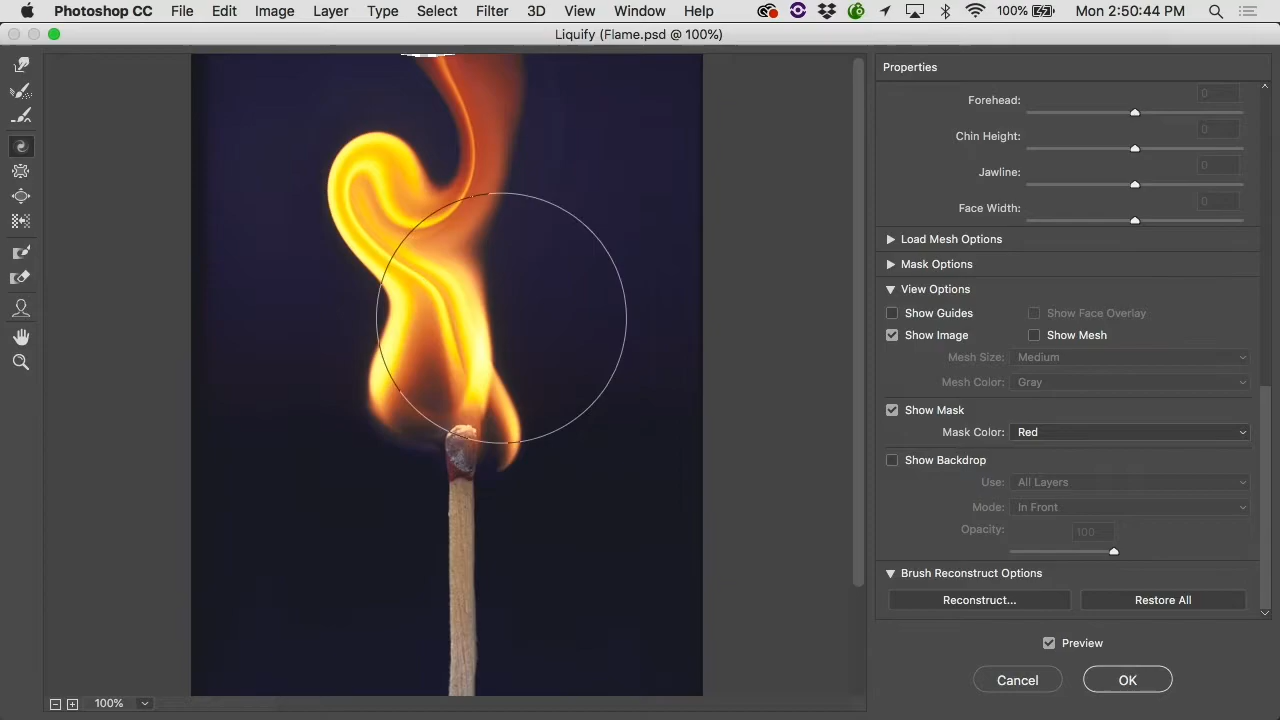 Photoshop CC File Edit Image Layer Type Select Filter 3D View Window Help 100% Mon 2:50:44 PM
Liquify (Flame.psd @ 100%)
Properties
Forehead: 0
Chin Height: 0
Jawline: 0
Face Width: 0
Load Mesh Options
Mask Options
View Options
Show Guides Show Face Overlay
Show Image Show Mesh
Mesh Size: Medium
Mesh Color: Gray
Show Mask
Mask Color: Red
Show Backdrop
Use: All Layers
Mode: In Front
Opacity: 100
Brush Reconstruct Options
Reconstruct... Restore All
Preview
Cancel OK
100%